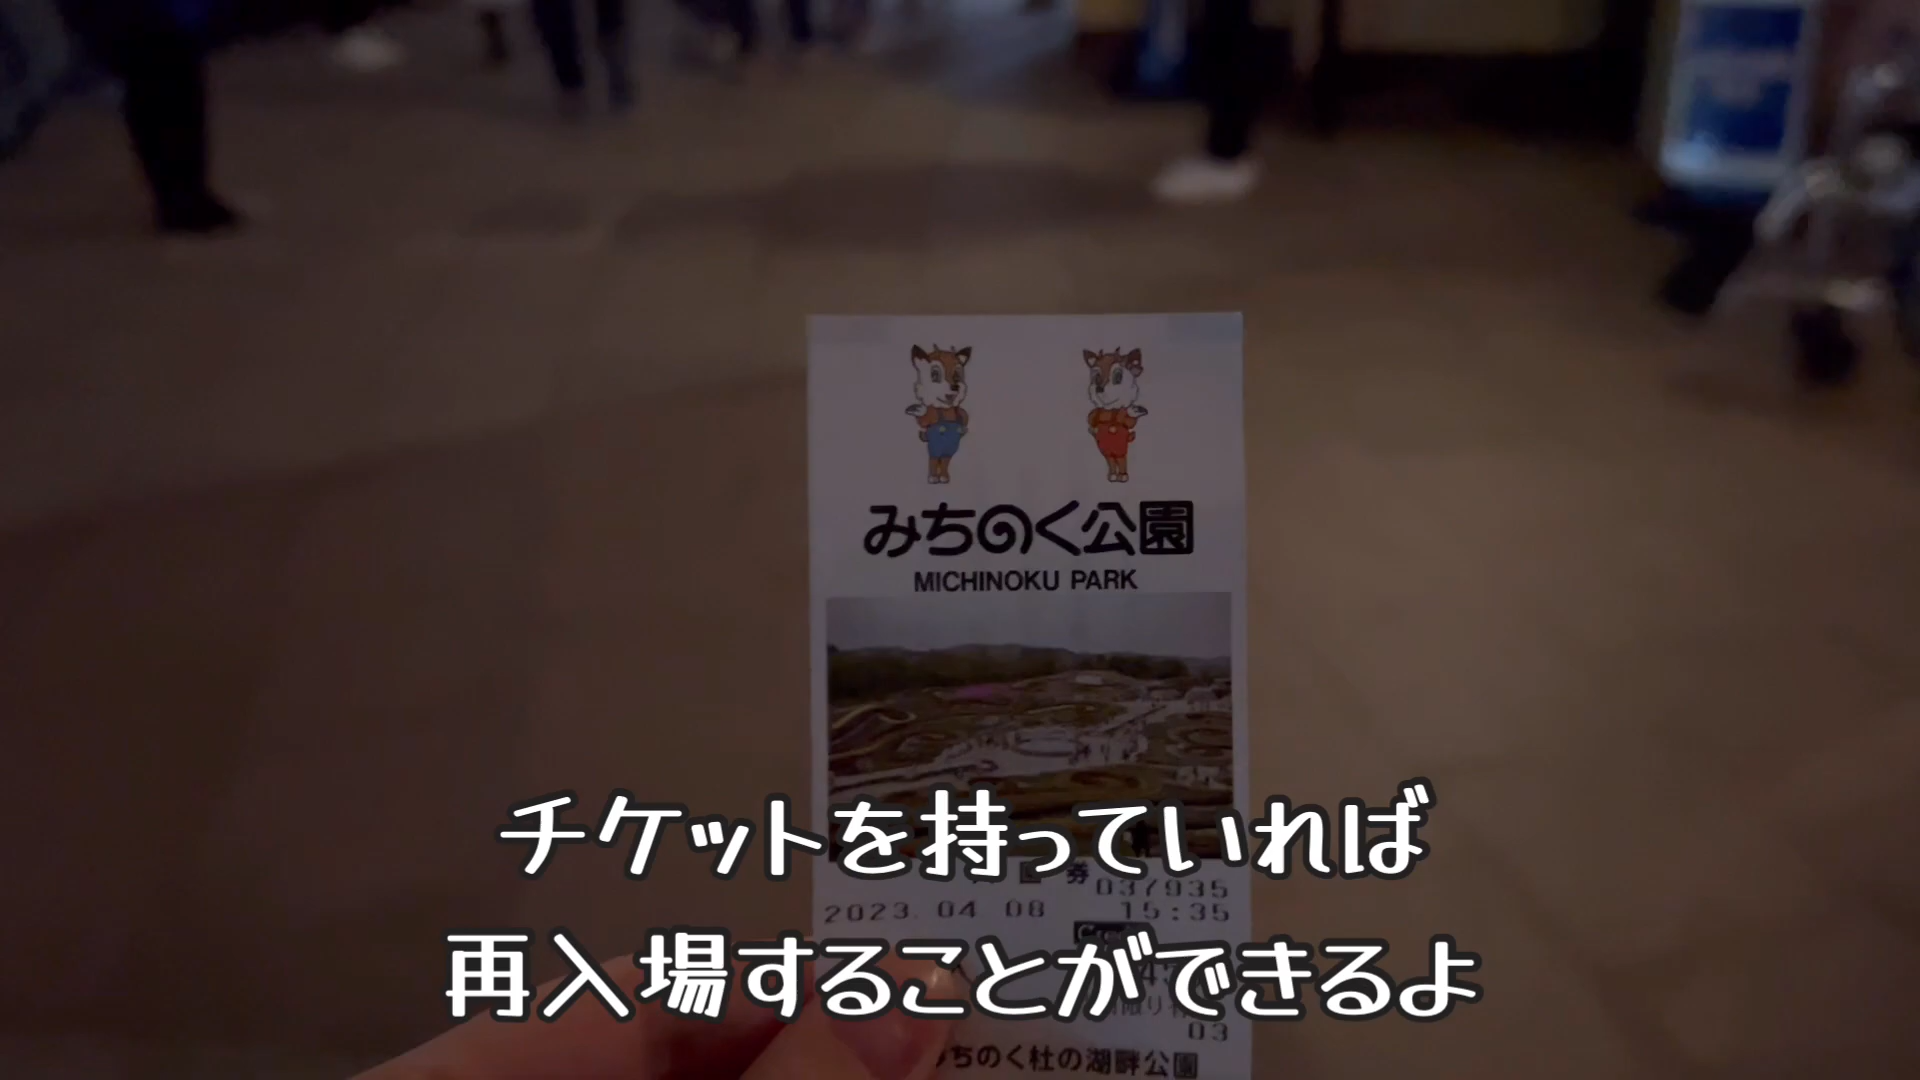 みちのく公園
MICHINOKU PARK
チケットを持っていれば
券 037935
2023.04 08 15:35
再入場することができるよ
03
ちのく杜の湖畔公園